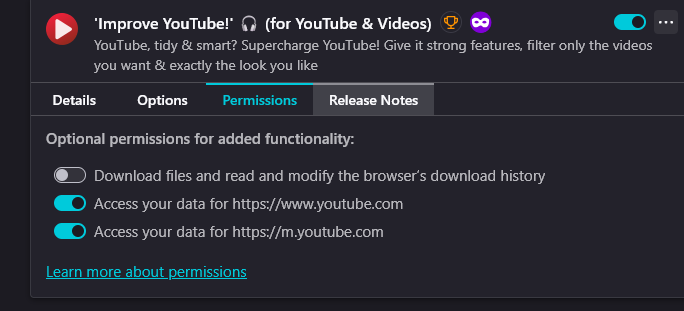 'Improve YouTube!' 🎧 (for YouTube & Videos)
YouTube, tidy & smart? Supercharge YouTube! Give it strong features, filter only the videos
you want & exactly the look you like
Details Options Permissions Release Notes
Optional permissions for added functionality:
Download files and read and modify the browser’s download history
Access your data for https://www.youtube.com
Access your data for https://m.youtube.com
Learn more about permissions